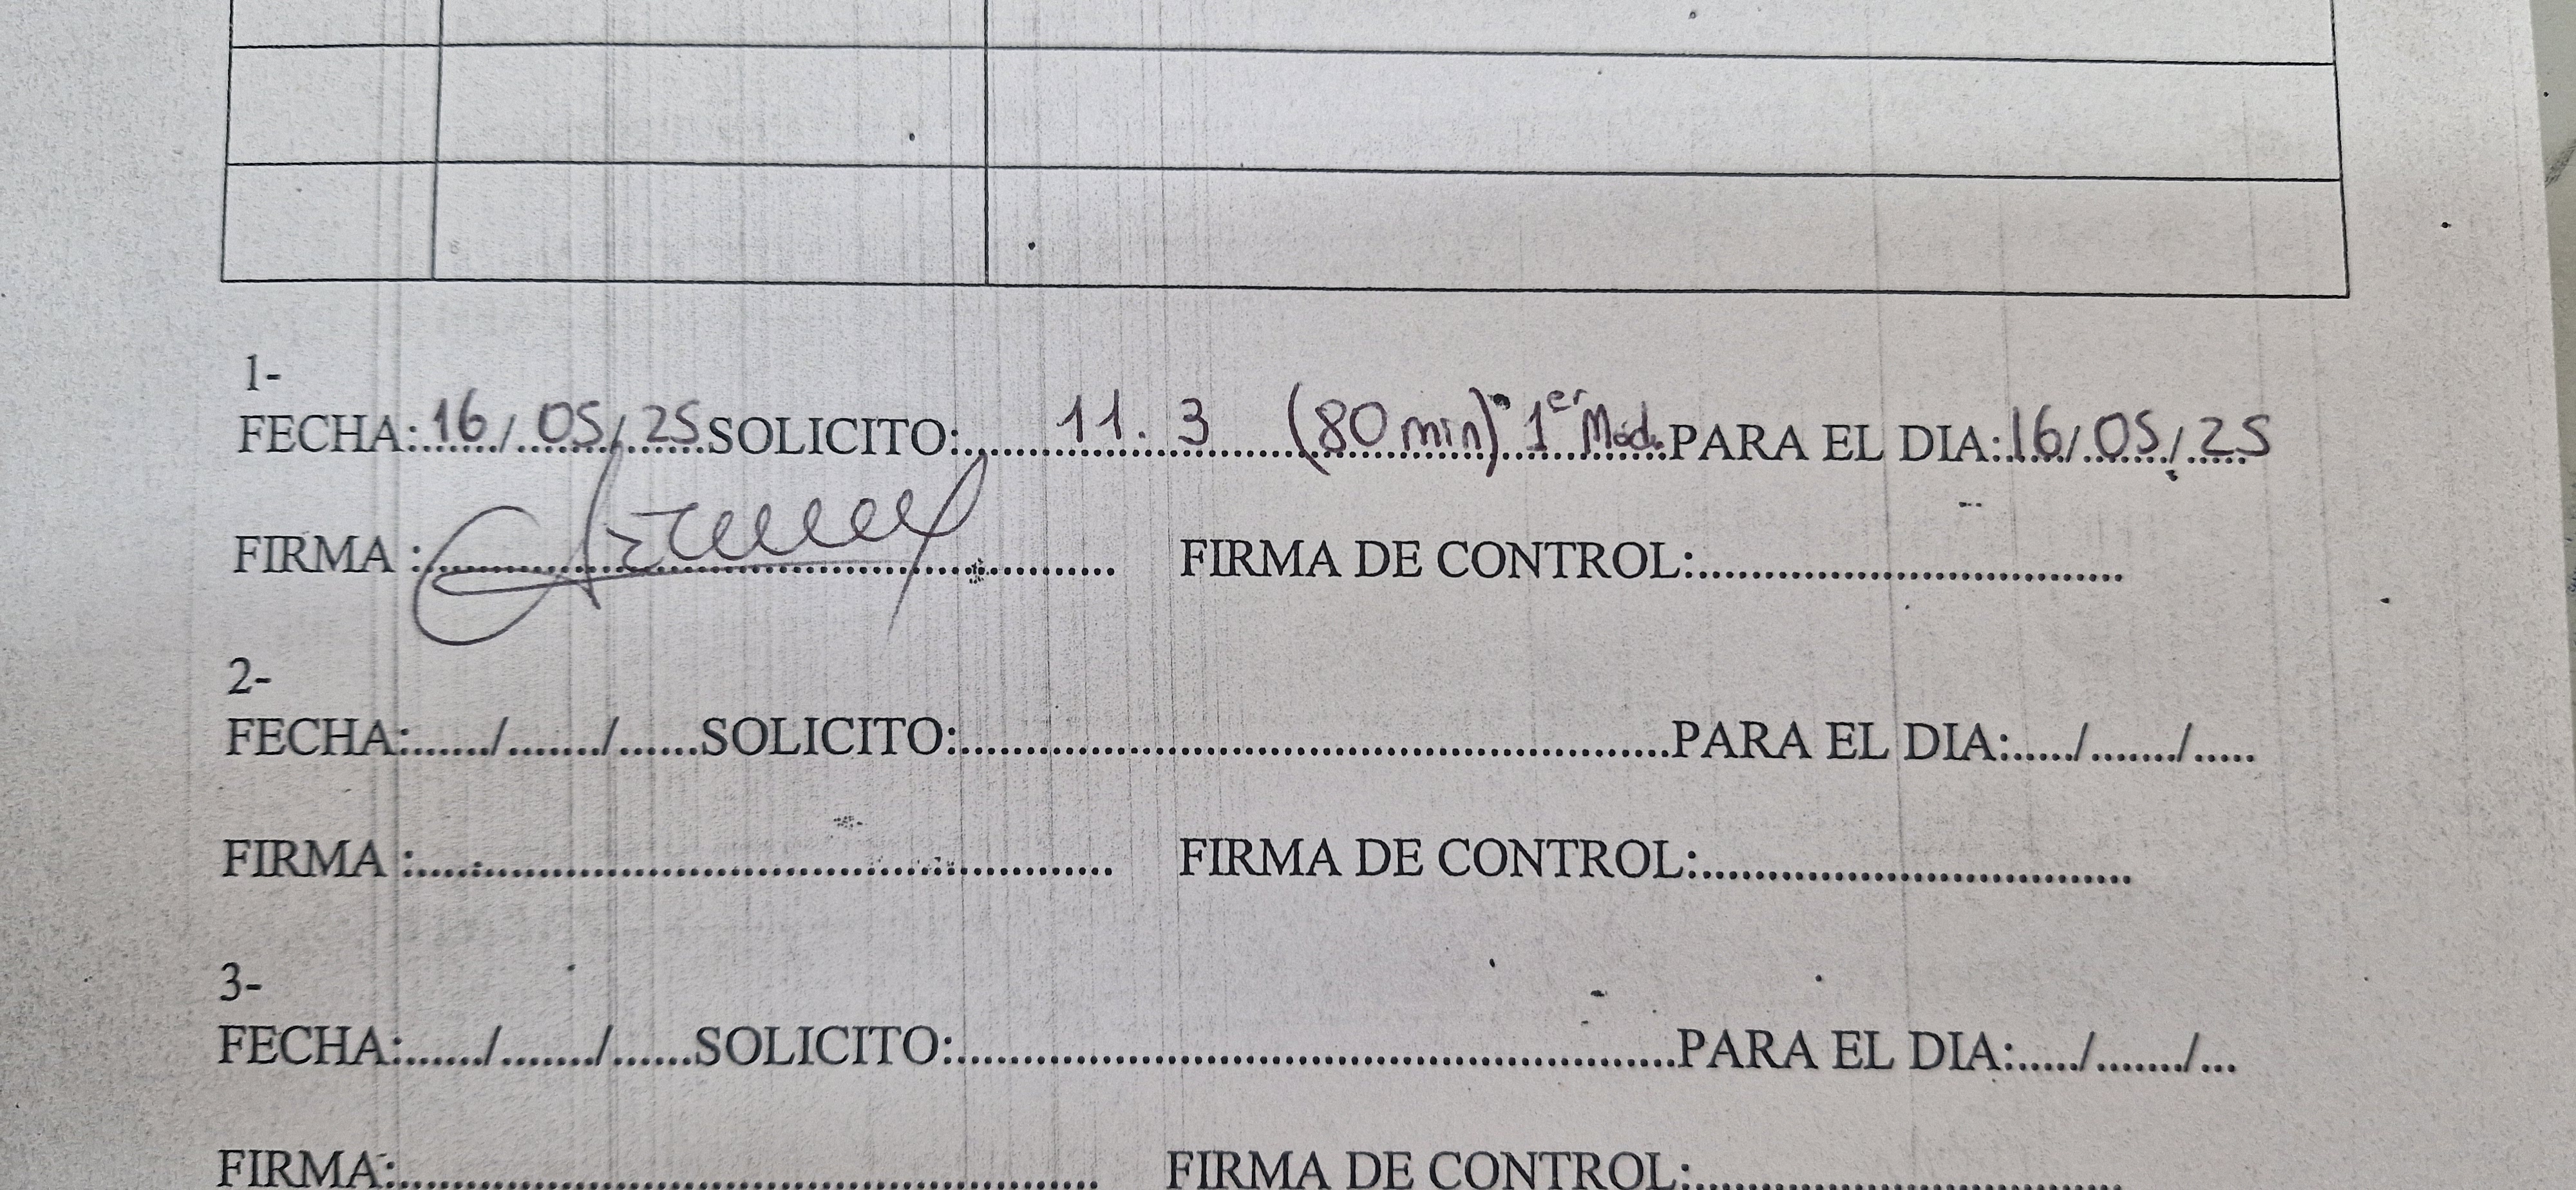 1-
FECHA:16/05/25 SOLICITO: 11.3 (80 min) 1er Mod. PARA EL DIA: 16/05/25
FIRMA : FIRMA DE CONTROL:
2-
FECHA:....../......./......SOLICITO:......................................................PARA EL DIA:...../......./.....
FIRMA :...................................................... FIRMA DE CONTROL:.................................
3-
FECHA:....../......./......SOLICITO:......................................................PARA EL DIA:...../......./...
FIRMA:...................................................... FIRMA DE CONTROL:.................................